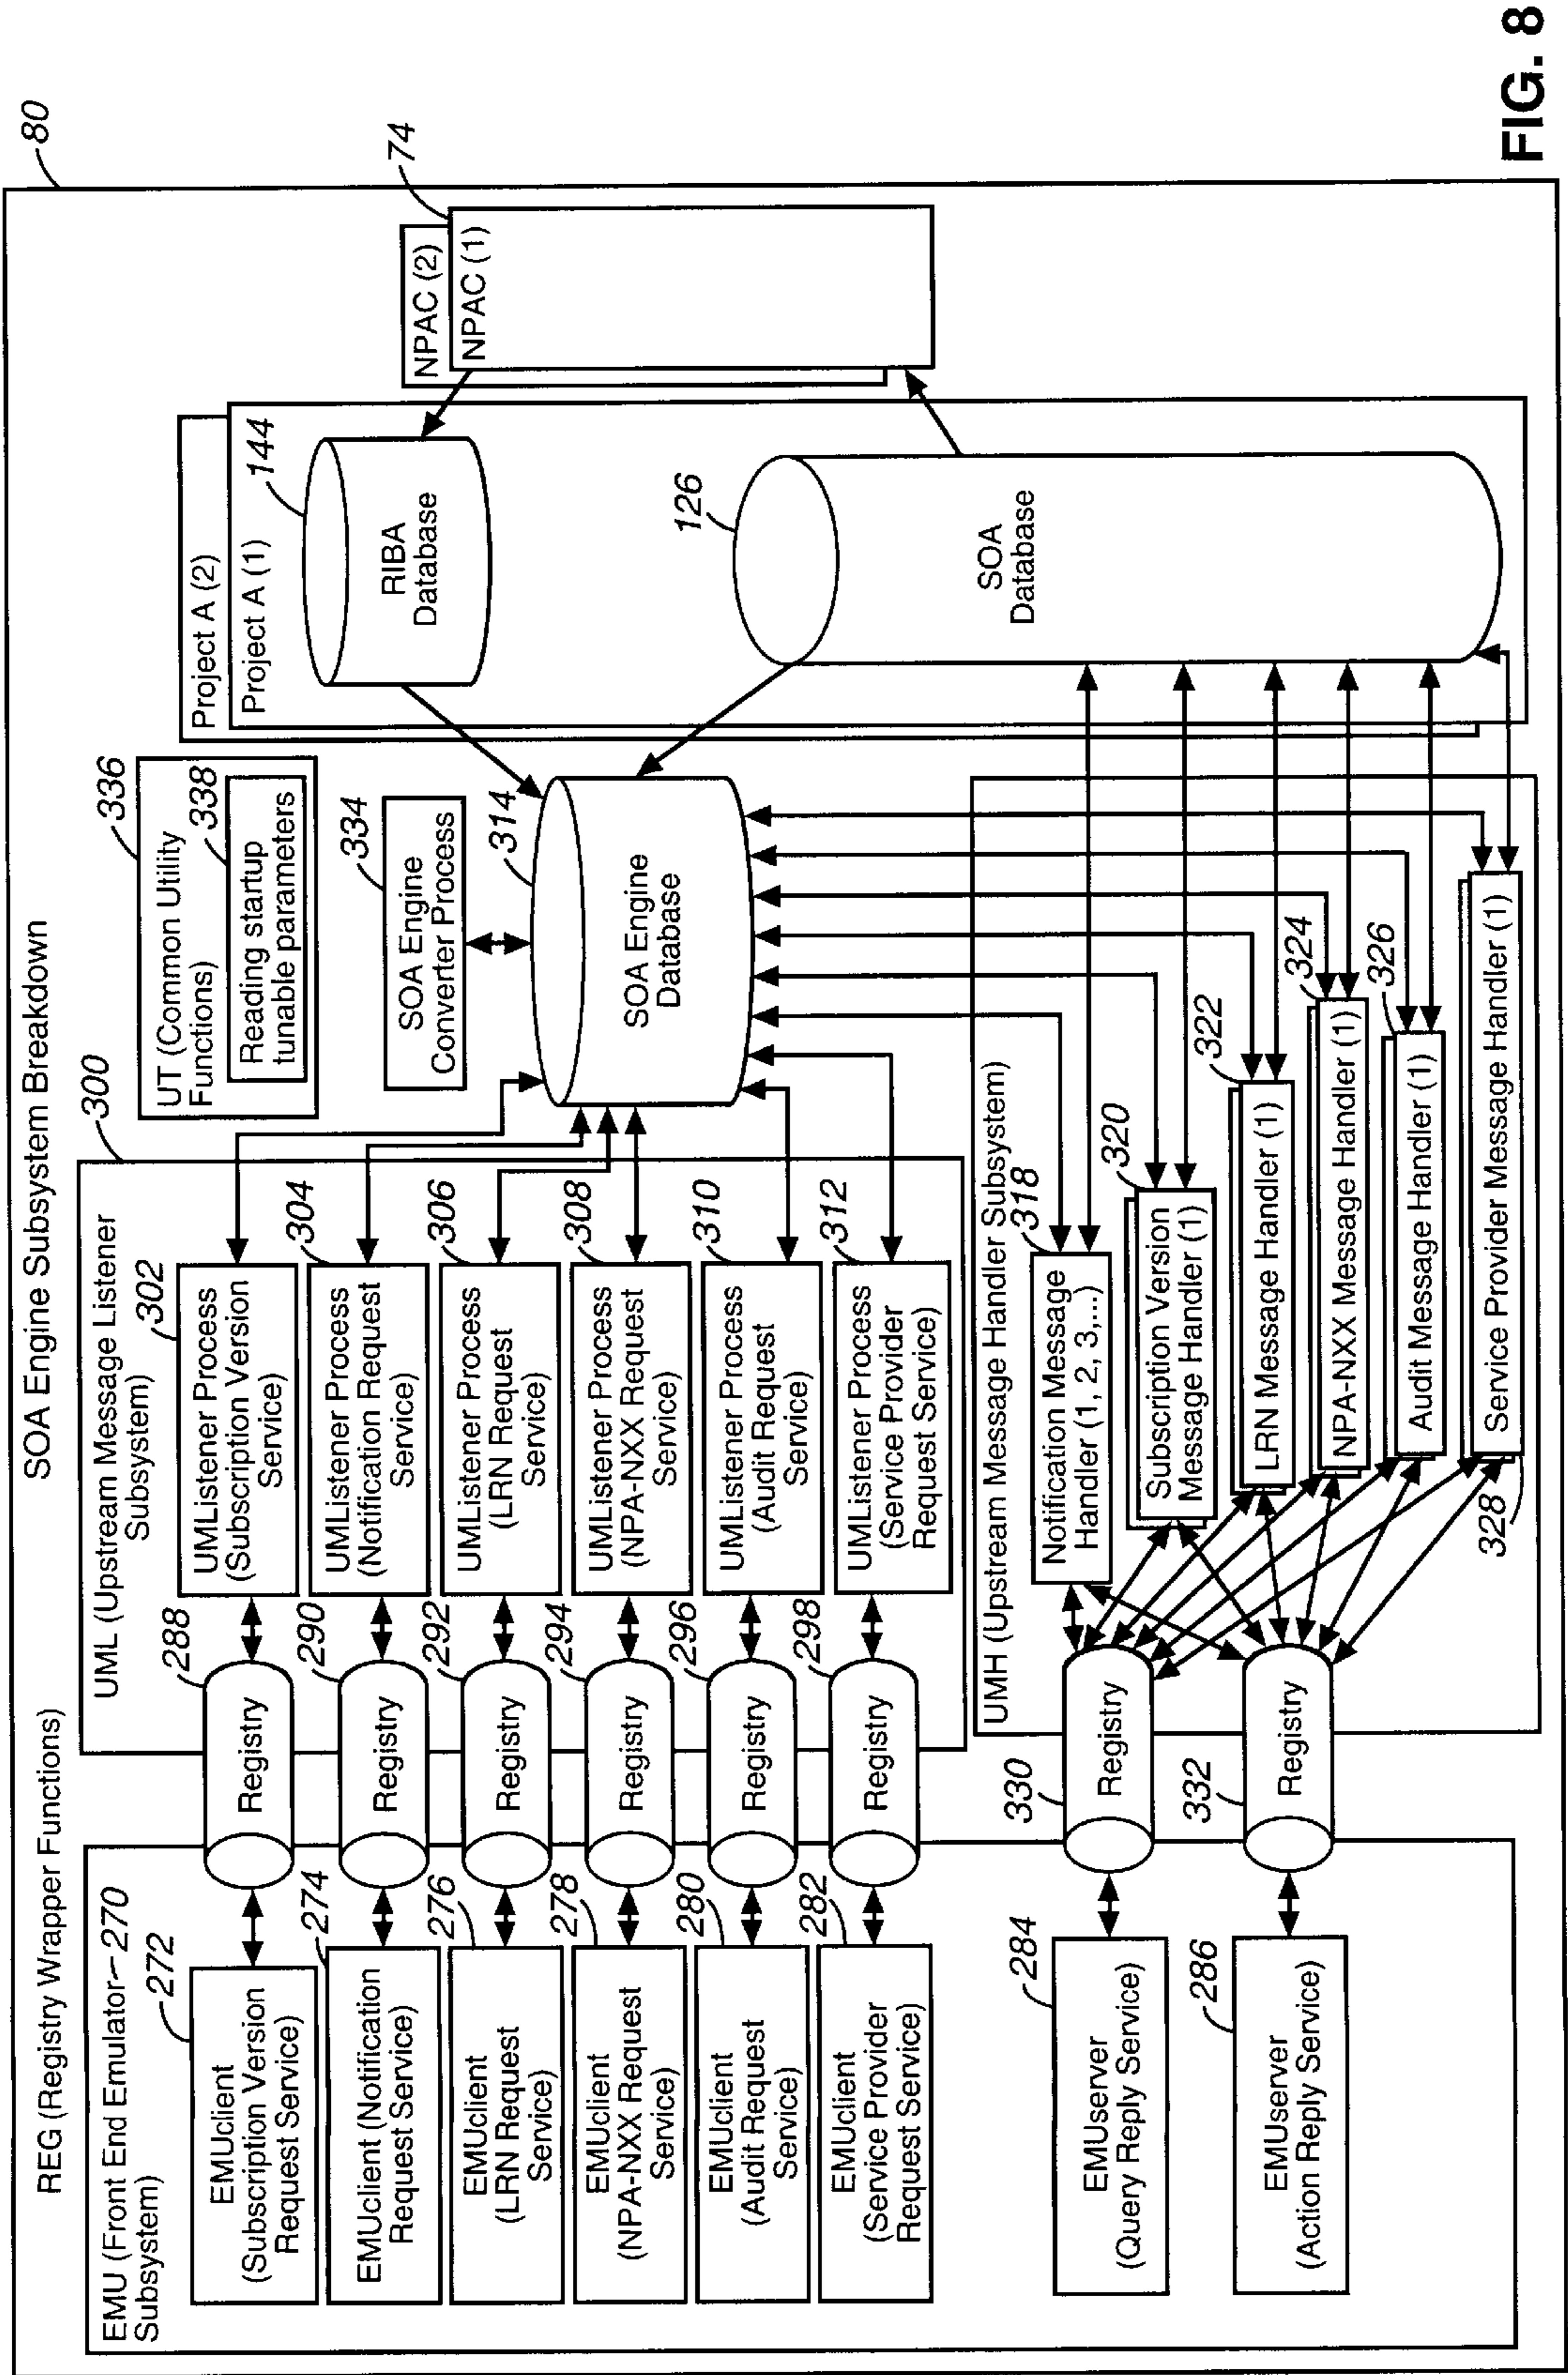 SOA Engine Subsystem Breakdown
80
REG (Registry Wrapper Functions)
EMU (Front End Emulator
Subsystem)
270
272
EMUclient
(Subscription Version
Request Service)
274
EMUclient (Notification
Request Service)
276
EMUclient
(LRN Request
Service)
278
EMUclient
(NPA-NXX Request
Service)
280
EMUclient
(Audit Request
Service)
282
EMUclient
(Service Provider
Request Service)
284
EMUserver
(Query Reply Service)
286
EMUserver
(Action Reply Service)
288
Registry
290
Registry
292
Registry
294
Registry
296
Registry
298
Registry
330
Registry
332
Registry
300
UML (Upstream Message Listener
Subsystem)
302
UMListener Process
(Subscription Version
Service)
304
UMListener Process
(Notification Request
Service)
306
UMListener Process
(LRN Request
Service)
308
UMListener Process
(NPA-NXX Request
Service)
310
UMListener Process
(Audit Request
Service)
312
UMListener Process
(Service Provider
Request Service)
UMH (Upstream Message Handler Subsystem)
318
Notification Message
Handler (1, 2, 3,...)
320
Subscription Version
Message Handler (1)
322
LRN Message Handler (1)
324
NPA-NXX Message Handler (1)
326
Audit Message Handler (1)
328
Service Provider Message Handler (1)
336
UT (Common Utility
Functions)
338
Reading startup
tunable parameters
334
SOA Engine
Converter Process
314
SOA Engine
Database
Project A (2)
Project A (1)
144
RIBA
Database
126
SOA
Database
74
NPAC (2)
NPAC (1)
FIG. 8